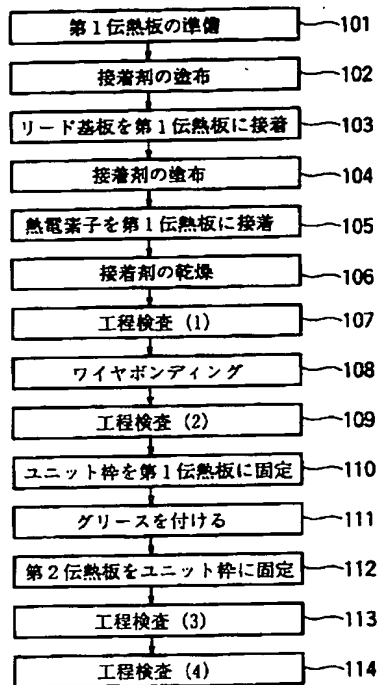 第1伝熱板の準備 101
接着剤の塗布 102
リード基板を第1伝熱板に接着 103
接着剤の塗布 104
熱電素子を第1伝熱板に接着 105
接着剤の乾燥 106
工程検査 (1) 107
ワイヤボンディング 108
工程検査 (2) 109
ユニット枠を第1伝熱板に固定 110
グリースを付ける 111
第2伝熱板をユニット枠に固定 112
工程検査 (3) 113
工程検査 (4) 114